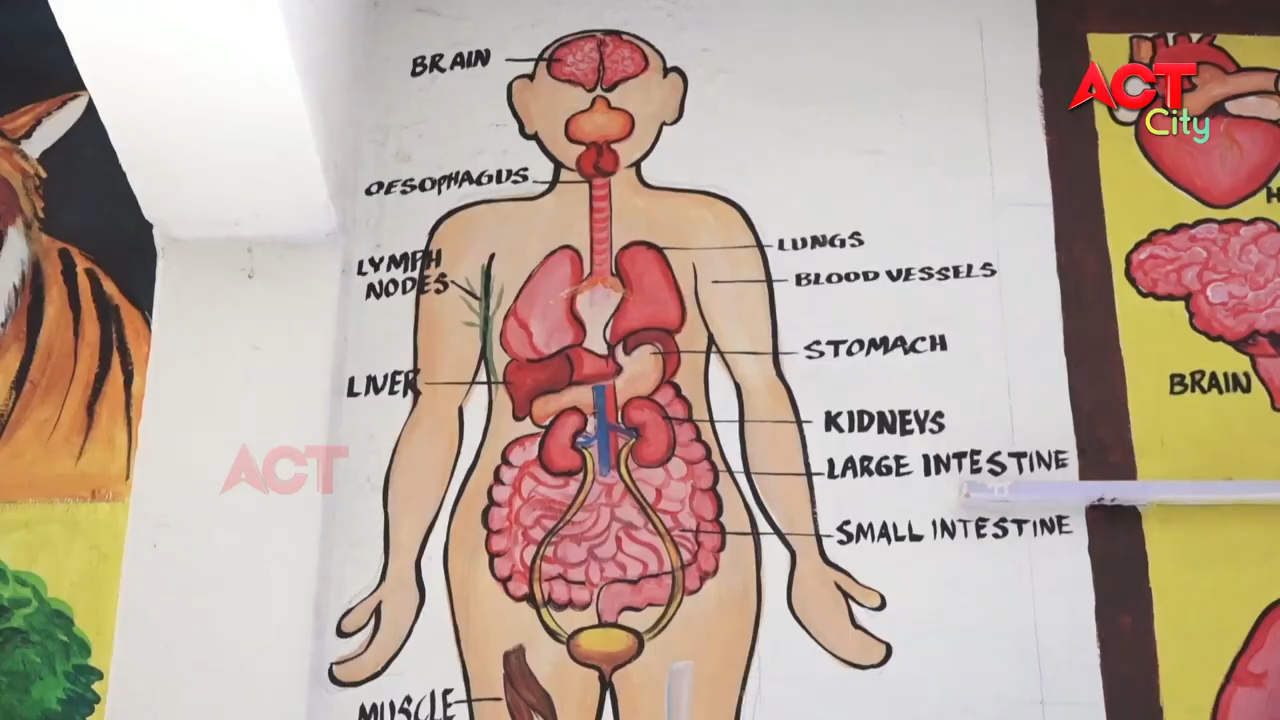 BRAIN
OESOPHAGUS
LYMPH
NODES
LIVER
MUSCLE
LUNGS
BLOOD VESSELS
STOMACH
KIDNEYS
LARGE INTESTINE
SMALL INTESTINE
BRAIN
ACT
City
ACT